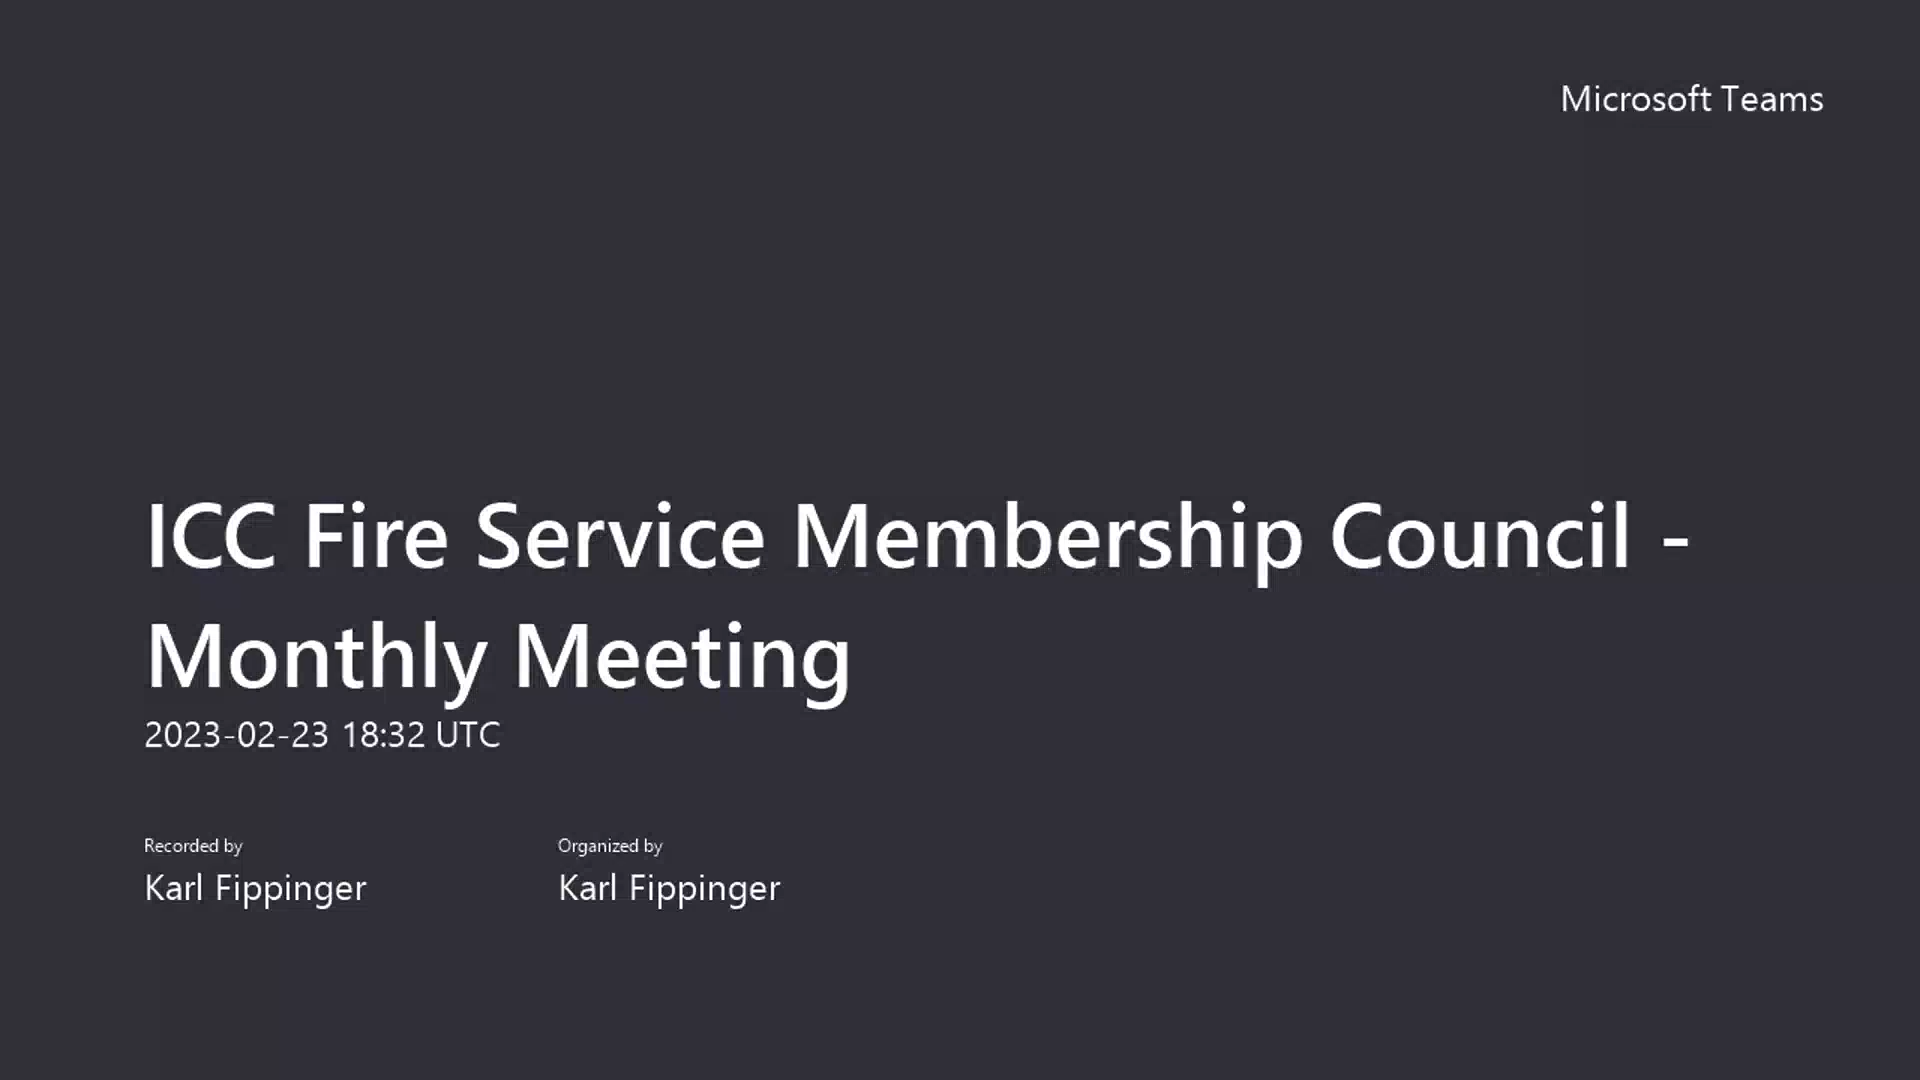 Microsoft Teams
ICC Fire Service Membership Council -
Monthly Meeting
2023-02-23 18:32 UTC
Recorded by
Karl Fippinger
Organized by
Karl Fippinger